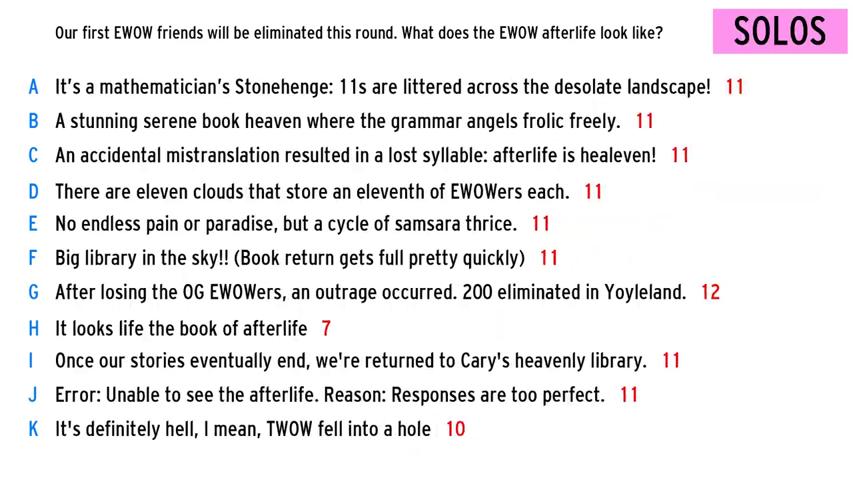 Our first EWOW friends will be eliminated this round. What does the EWOW afterlife look like?
SOLOS
A It's a mathematician's Stonehenge: 11s are littered across the desolate landscape! 11
B A stunning serene book heaven where the grammar angels frolic freely. 11
C An accidental mistranslation resulted in a lost syllable: afterlife is healeven! 11
D There are eleven clouds that store an eleventh of EWOWers each. 11
E No endless pain or paradise, but a cycle of samsara thrice. 11
F Big library in the sky!! (Book return gets full pretty quickly) 11
G After losing the OG EWOWers, an outrage occurred. 200 eliminated in Yoyleland. 12
H It looks life the book of afterlife 7
I Once our stories eventually end, we're returned to Cary's heavenly library. 11
J Error: Unable to see the afterlife. Reason: Responses are too perfect. 11
K It's definitely hell, I mean, TWOW fell into a hole 10